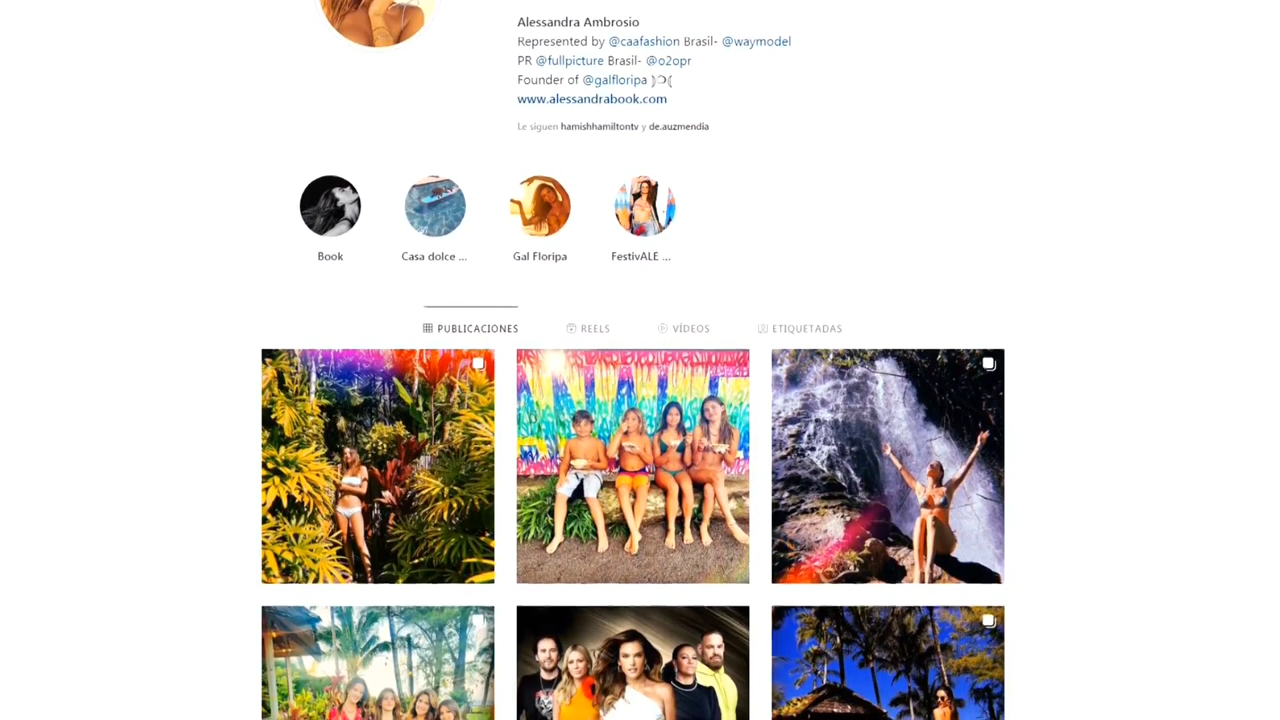 Alessandra Ambrosio
Represented by @caafashion Brasil- @waymodel
PR @fullpicture Brasil- @o2opr
Founder of @galfloripa
www.alessandrabook.com
Le siguen hamishhamiltontv y de.auzmendia
Book
Casa dolce ...
Gal Floripa
FestivALE ...
PUBLICACIONES
REELS
VÍDEOS
ETIQUETADAS